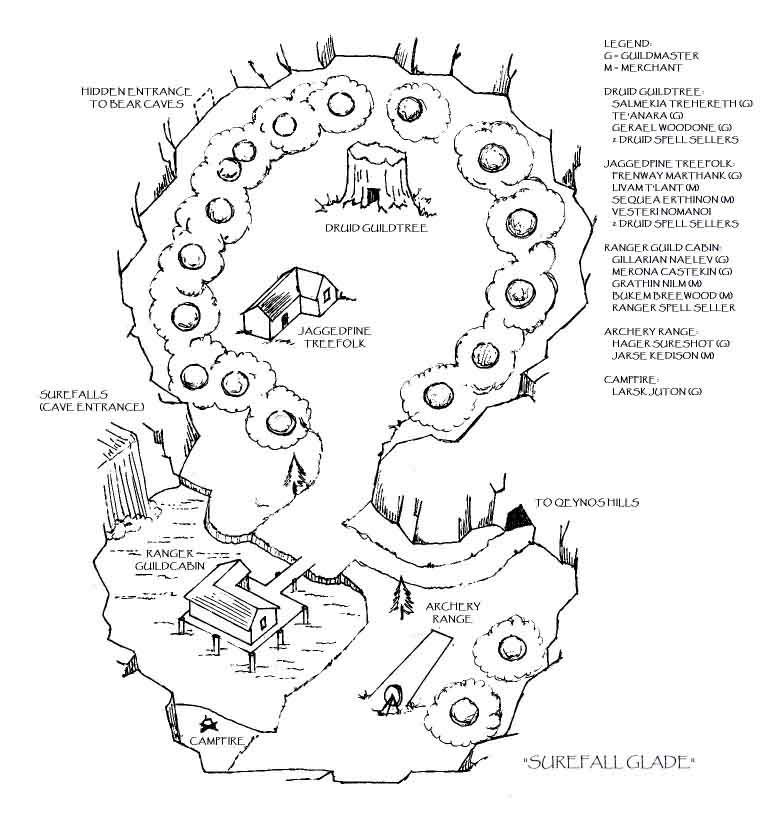 LEGEND:
G = GUILDMASTER
M = MERCHANT
DRUID GUILDTREE:
SALMEKIA TREHERETH (G)
TE'ANARA (G)
GERAEL WOODONE (G)
2 DRUID SPELL SELLERS
JAGGEDPINE TREEFOLK:
PRENWAY MARTHANK (G)
LIVAM T'LANT (M)
SEQUEA ERTHINON (M)
VESTERI NOMANOI
2 DRUID SPELL SELLERS
RANGER GUILD CABIN:
GILLARIAN NAELEV (G)
MERONA CASTEKIN (G)
GRATHIN NILM (M)
BUKEM BREEWOOD (M)
RANGER SPELL SELLER
ARCHERY RANGE:
HAGER SURESHOT (G)
JARSE KEDISON (M)
CAMPFIRE:
LARSK JUTON (G)
HIDDEN ENTRANCE
TO BEAR CAVES
DRUID GUILDTREE
JAGGEDPINE
TREEFOLK
SUREFALLS
(CAVE ENTRANCE)
TO QEYNOS HILLS
RANGER
GUILDCABIN
ARCHERY
RANGE
CAMPFIRE
"SUREFALL GLADE"